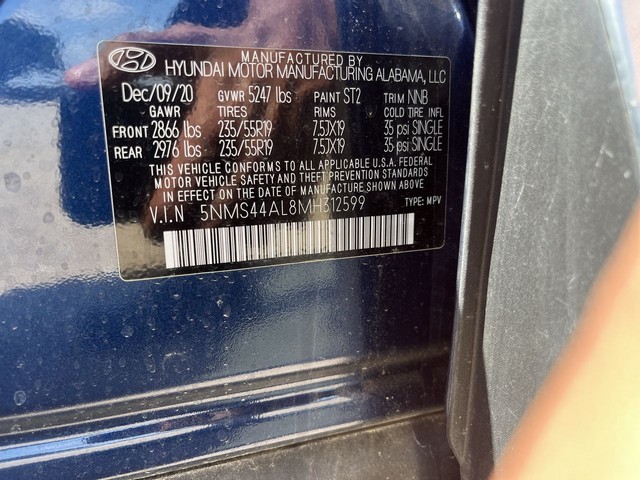 MANUFACTURED BY
HYUNDAI MOTOR MANUFACTURING ALABAMA, LLC
Dec/09/20 GVWR 5247 lbs PAINT ST2 TRIM NNB
GAWR TIRES RIMS COLD TIRE INFL
FRONT 2866 lbs 235/55R19 7.5JX19 35 psi SINGLE
REAR 2976 lbs 235/55R19 7.5JX19 35 psi SINGLE
THIS VEHICLE CONFORMS TO ALL APPLICABLE U.S.A. FEDERAL
MOTOR VEHICLE SAFETY AND THEFT PREVENTION STANDARDS
IN EFFECT ON THE DATE OF MANUFACTURE SHOWN ABOVE
V.I.N 5NMS44AL8MH312599 TYPE: MPV